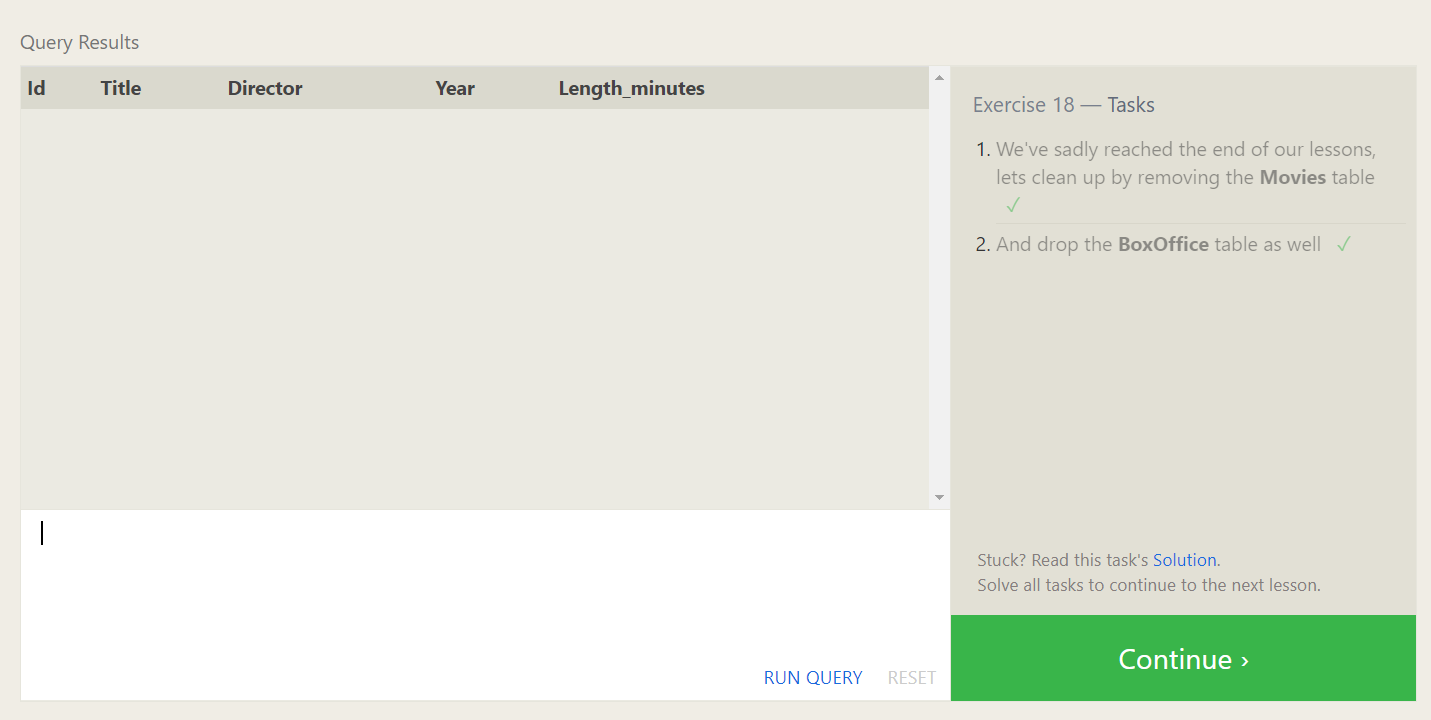 Query Results
Id Title Director Year Length_minutes
Exercise 18 — Tasks
1. We've sadly reached the end of our lessons,
lets clean up by removing the Movies table
✓
2. And drop the BoxOffice table as well ✓
Stuck? Read this task's Solution.
Solve all tasks to continue to the next lesson.
RUN QUERY RESET
Continue ›